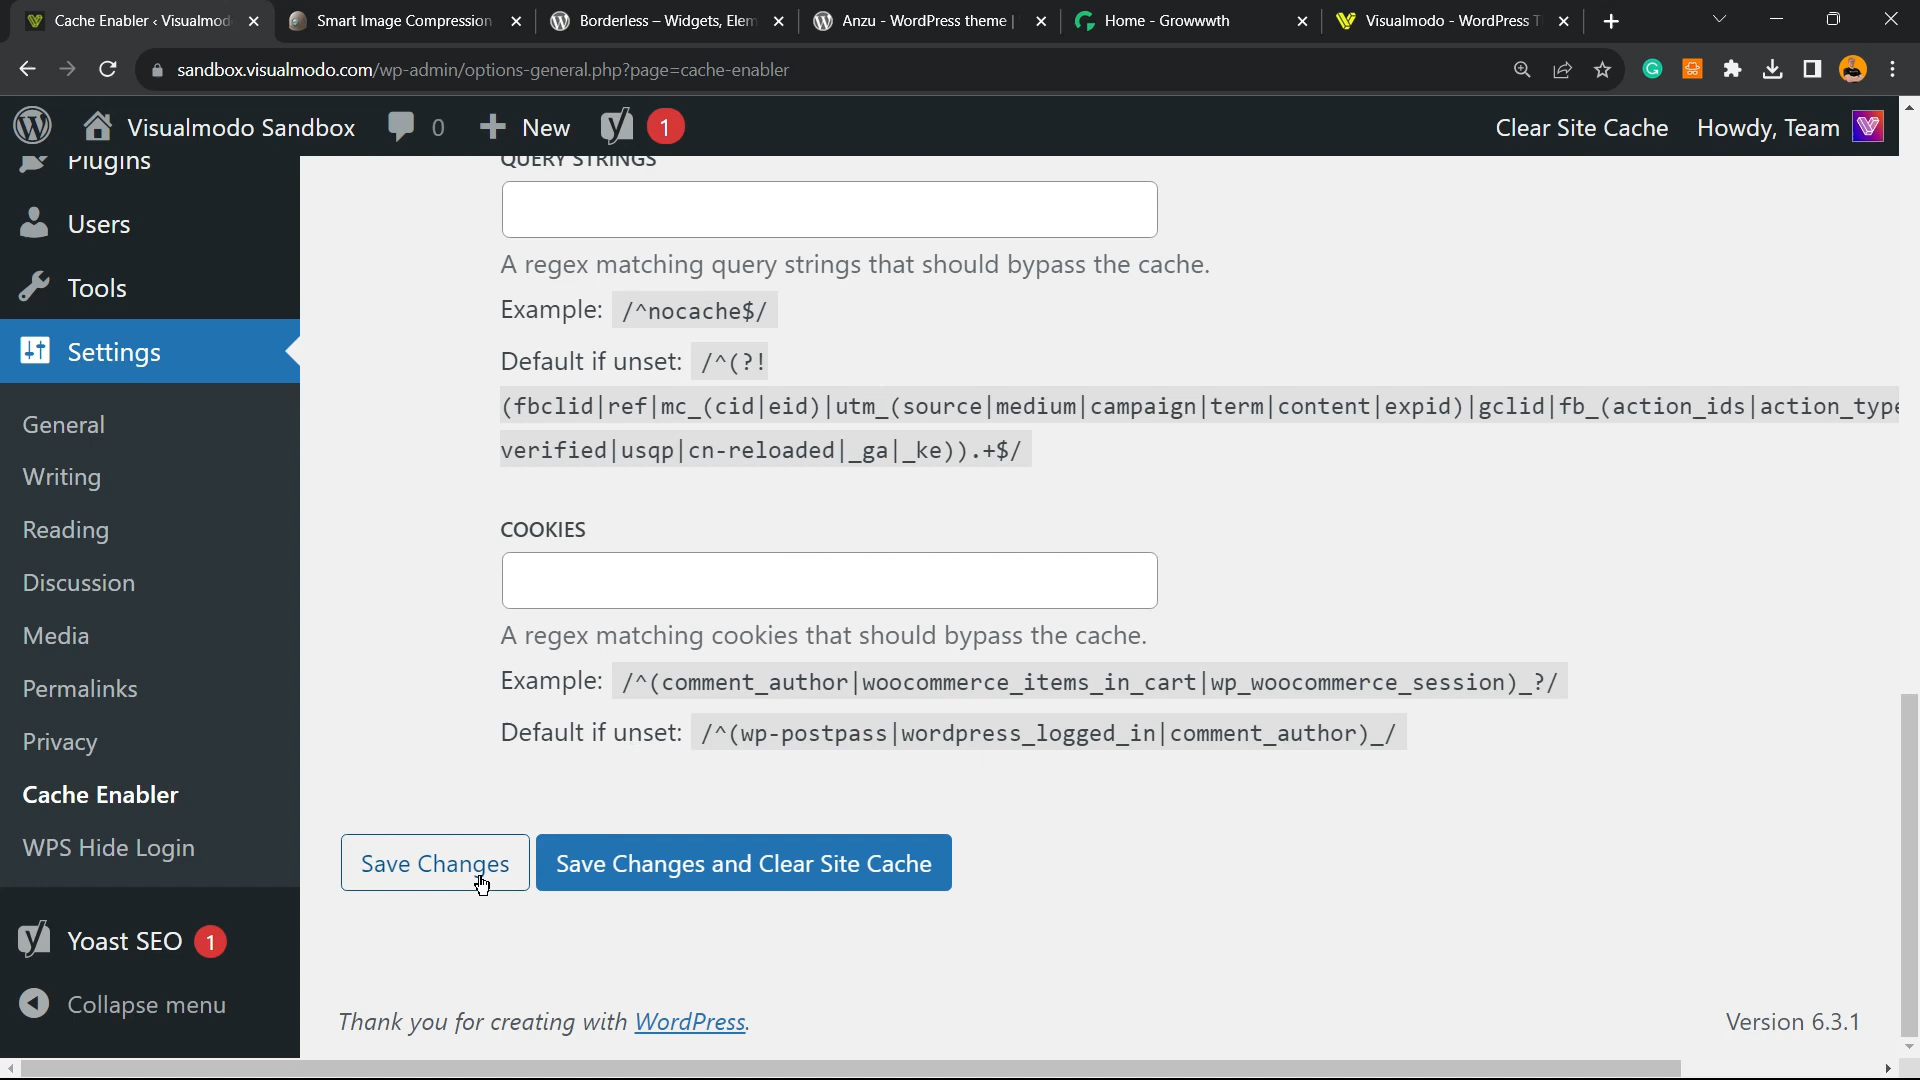 Cache Enabler ‹ Visualmod
Smart Image Compression
Borderless – Widgets, Elem
Anzu - WordPress theme |
Home - Growwwth
Visualmodo - WordPress T
sandbox.visualmodo.com/wp-admin/options-general.php?page=cache-enabler
Visualmodo Sandbox
0
New
1
Clear Site Cache
Howdy, Team
Plugins
Users
Tools
Settings
General
Writing
Reading
Discussion
Media
Permalinks
Privacy
Cache Enabler
WPS Hide Login
Yoast SEO 1
Collapse menu
QUERY STRINGS
A regex matching query strings that should bypass the cache.
Example: /^nocache$/
Default if unset: /^(?!
(fbclid|ref|mc_(cid|eid)|utm_(source|medium|campaign|term|content|expid)|gclid|fb_(action_ids|action_type
verified|usqp|cn-reloaded|_ga|_ke)).+$/
COOKIES
A regex matching cookies that should bypass the cache.
Example: /^(comment_author|woocommerce_items_in_cart|wp_woocommerce_session)_?/
Default if unset: /^(wp-postpass|wordpress_logged_in|comment_author)_/
Save Changes
Save Changes and Clear Site Cache
Thank you for creating with WordPress.
Version 6.3.1